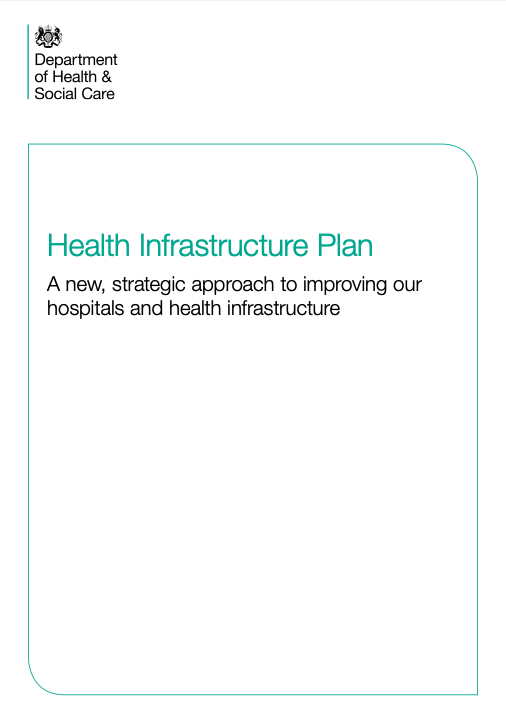 Department
of Health &
Social Care
Health Infrastructure Plan
A new, strategic approach to improving our
hospitals and health infrastructure